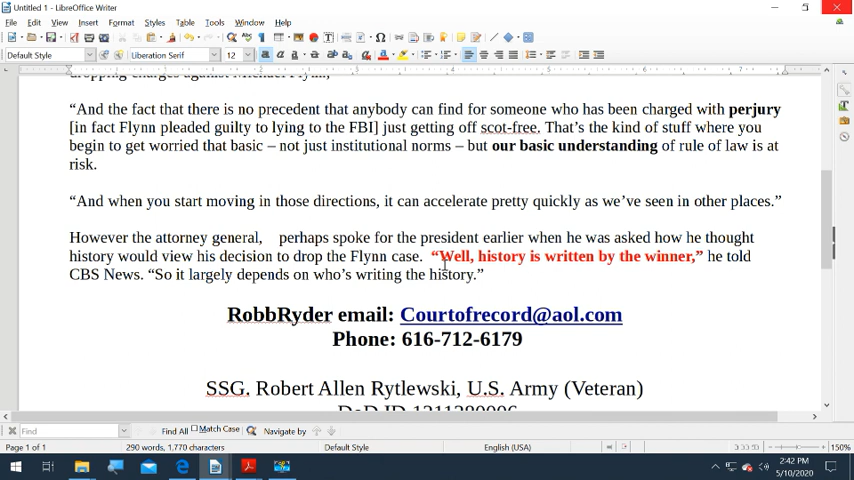 Untitled 1 - LibreOffice Writer
File Edit View Insert Format Styles Table Tools Window Help
Default Style Liberation Serif 12
dropping charges against Michael Flynn,
“And the fact that there is no precedent that anybody can find for someone who has been charged with perjury
[in fact Flynn pleaded guilty to lying to the FBI] just getting off scot-free. That’s the kind of stuff where you
begin to get worried that basic – not just institutional norms – but our basic understanding of rule of law is at
risk.
“And when you start moving in those directions, it can accelerate pretty quickly as we’ve seen in other places.”
However the attorney general, perhaps spoke for the president earlier when he was asked how he thought
history would view his decision to drop the Flynn case. “Well, history is written by the winner,” he told
CBS News. “So it largely depends on who’s writing the history.”
RobbRyder email: Courtofrecord@aol.com
Phone: 616-712-6179
SSG. Robert Allen Rytlewski, U.S. Army (Veteran)
Find Find All Match Case Navigate by
Page 1 of 1 290 words, 1,770 characters Default Style English (USA) 150%
2:42 PM
5/10/2020